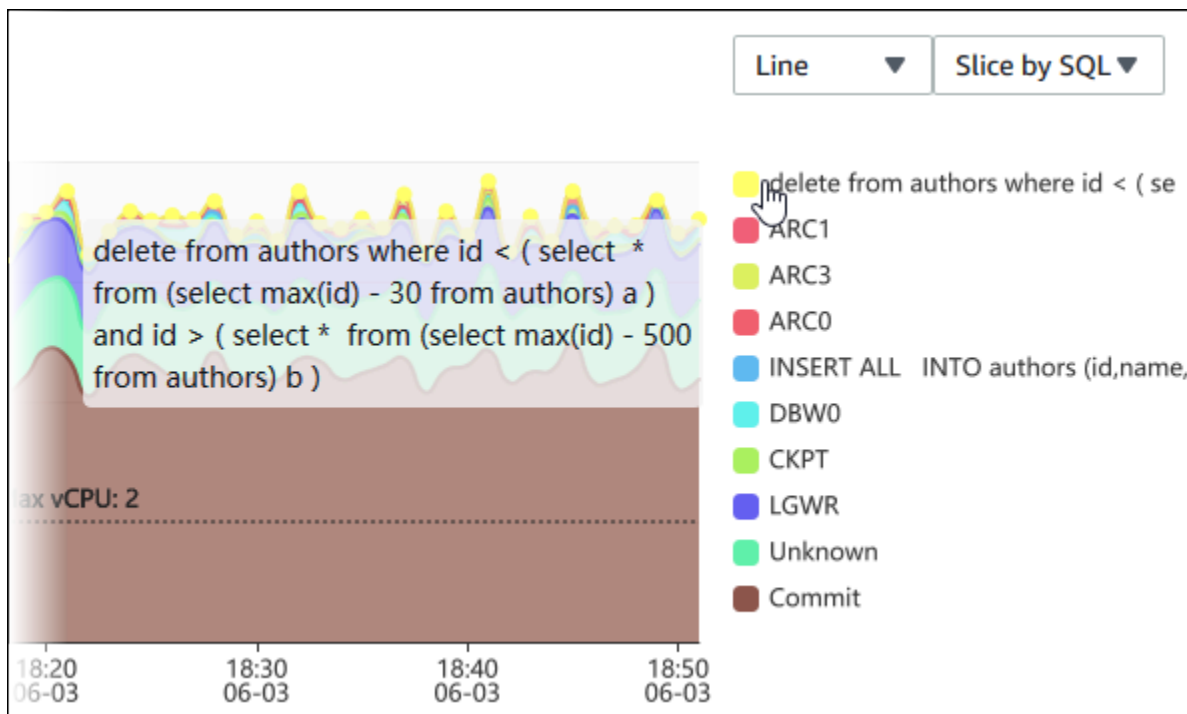 Line
Slice by SQL
delete from authors where id < ( se
ARC1
ARC3
ARC0
INSERT ALL   INTO authors (id,name,
DBW0
CKPT
LGWR
Unknown
Commit
delete from authors where id < ( select  *
from (select max(id) - 30 from authors) a )
and id > ( select *  from (select max(id) - 500
from authors) b )
ax vCPU: 2
18:20
06-03
18:30
06-03
18:40
06-03
18:50
06-03